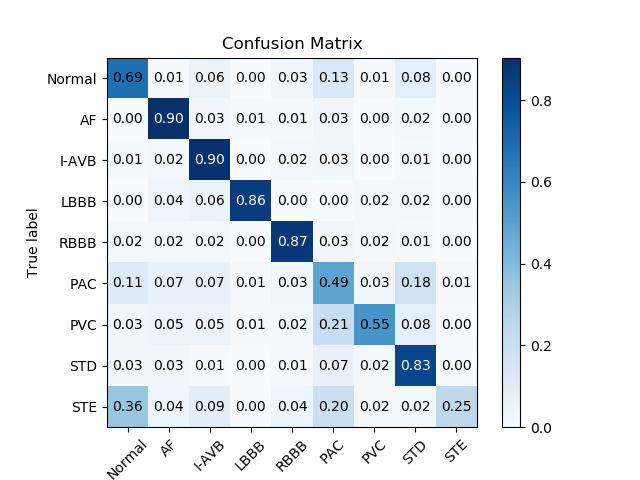 Confusion Matrix
True label
Normal 0.69 0.01 0.06 0.00 0.03 0.13 0.01 0.08 0.00
AF 0.00 0.90 0.03 0.01 0.01 0.03 0.00 0.02 0.00
I-AVB 0.01 0.02 0.90 0.00 0.02 0.03 0.00 0.01 0.00
LBBB 0.00 0.04 0.06 0.86 0.00 0.00 0.02 0.02 0.00
RBBB 0.02 0.02 0.02 0.00 0.87 0.03 0.02 0.01 0.00
PAC 0.11 0.07 0.07 0.01 0.03 0.49 0.03 0.18 0.01
PVC 0.03 0.05 0.05 0.01 0.02 0.21 0.55 0.08 0.00
STD 0.03 0.03 0.01 0.00 0.01 0.07 0.02 0.83 0.00
STE 0.36 0.04 0.09 0.00 0.04 0.20 0.02 0.02 0.25
Normal AF I-AVB LBBB RBBB PAC PVC STD STE
0.8
0.6
0.4
0.2
0.0